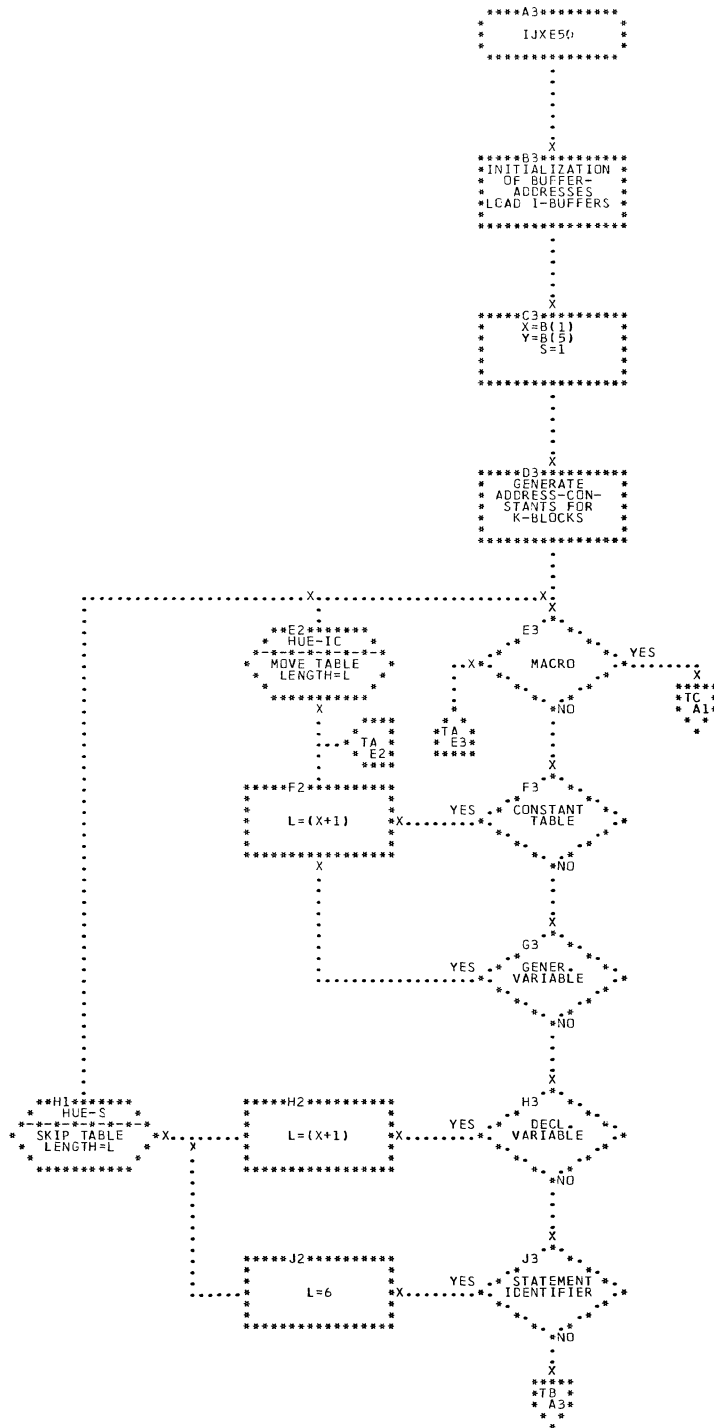 A3
IJXE50
B3
INITIALIZATION
OF BUFFER-
ADDRESSES
LOAD I-BUFFERS
C3
X=B(1)
Y=B(5)
S=1
D3
GENERATE
ADDRESS-CON-
STANTS FOR
K-BLOCKS
E2
HUE-IC
MOVE TABLE
LENGTH=L
E3
MACRO
YES
NO
TC
A1
TA
E3
TA
E2
F2
L=(X+1)
YES
F3
CONSTANT
TABLE
NO
G3
YES
GENER.
VARIABLE
NO
H1
HUE-S
SKIP TABLE
LENGTH=L
H2
L=(X+1)
YES
H3
DECL.
VARIABLE
NO
J2
L=6
YES
J3
STATEMENT
IDENTIFIER
NO
TB
A3